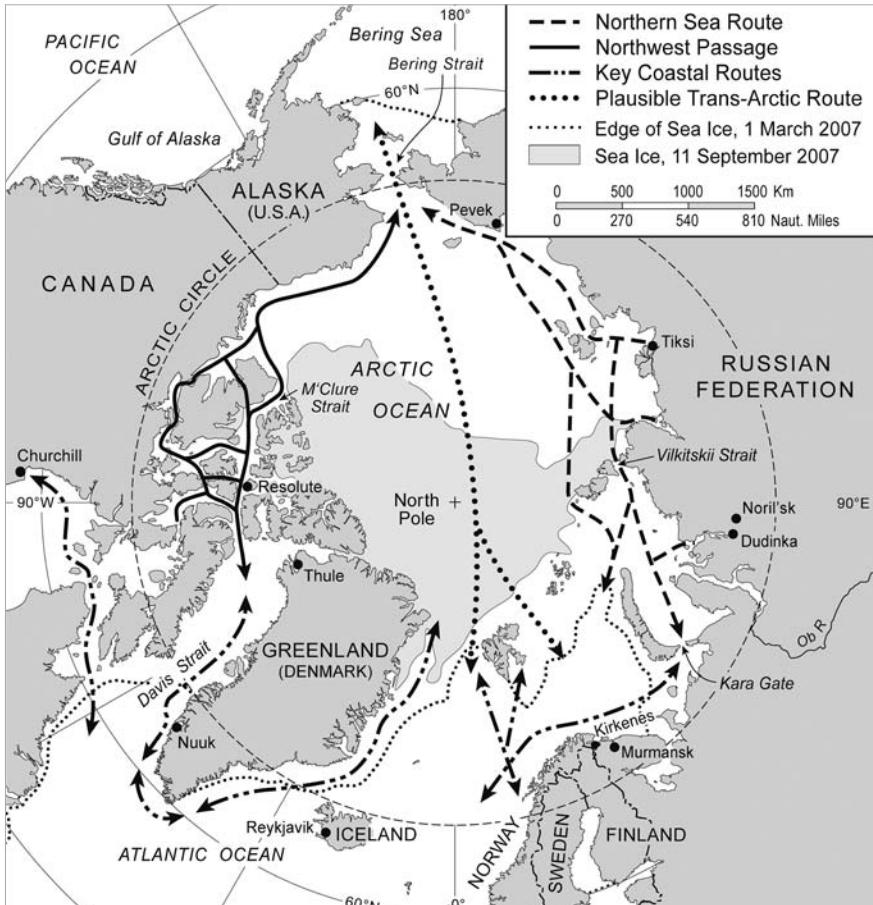 PACIFIC
OCEAN
Bering Sea
180°
Bering Strait
60°N
Gulf of Alaska
Northern Sea Route
Northwest Passage
Key Coastal Routes
Plausible Trans-Arctic Route
Edge of Sea Ice, 1 March 2007
Sea Ice, 11 September 2007
0 500 1000 1500 Km
0 270 540 810 Naut. Miles
ALASKA
(U.S.A.)
Pevek
CANADA
ARCTIC CIRCLE
Tiksi
ARCTIC
OCEAN
RUSSIAN
FEDERATION
M'Clure
Strait
Churchill
Vilkitskii Strait
90°W
Resolute
North
Pole
Noril'sk
90°E
Dudinka
Thule
GREENLAND
(DENMARK)
Davis Strait
Ob R
Kara Gate
Nuuk
Kirkenes
Murmansk
Reykjavik
ICELAND
NORWAY
SWEDEN
FINLAND
ATLANTIC OCEAN
60°N
0°